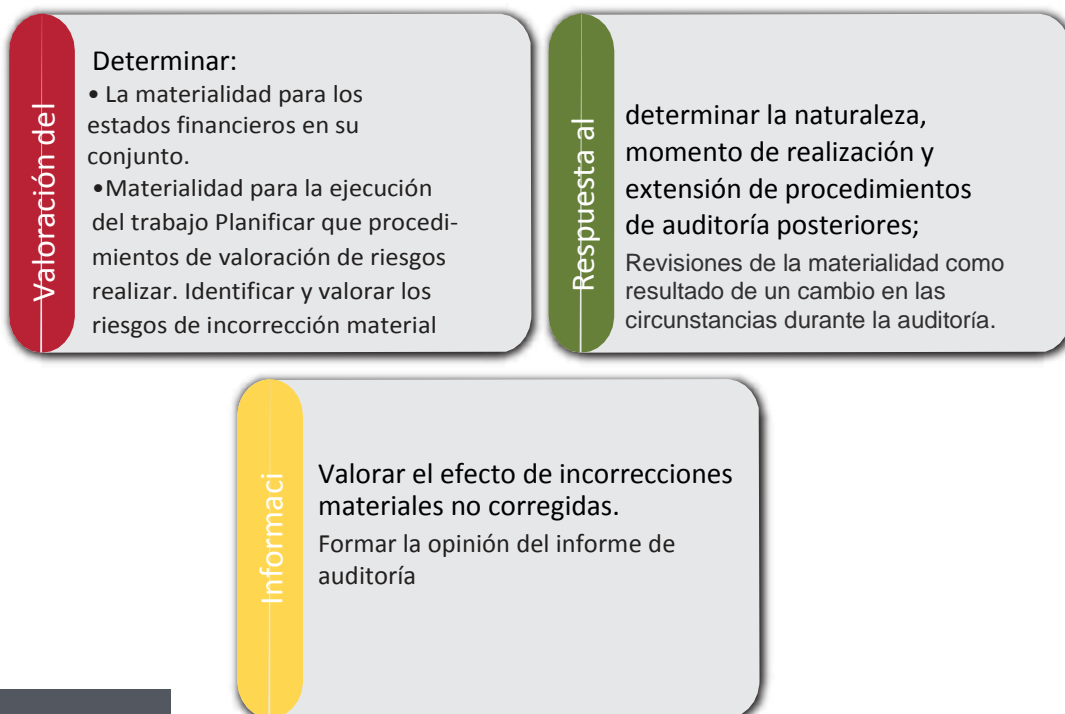 Valoración del
Determinar:
• La materialidad para los
estados financieros en su
conjunto.
•Materialidad para la ejecución
del trabajo Planificar que procedi-
mientos de valoración de riesgos
realizar. Identificar y valorar los
riesgos de incorrección material
Respuesta al
determinar la naturaleza,
momento de realización y
extensión de procedimientos
de auditoría posteriores;
Revisiones de la materialidad como
resultado de un cambio en las
circunstancias durante la auditoría.
Informaci
Valorar el efecto de incorrecciones
materiales no corregidas.
Formar la opinión del informe de
auditoría